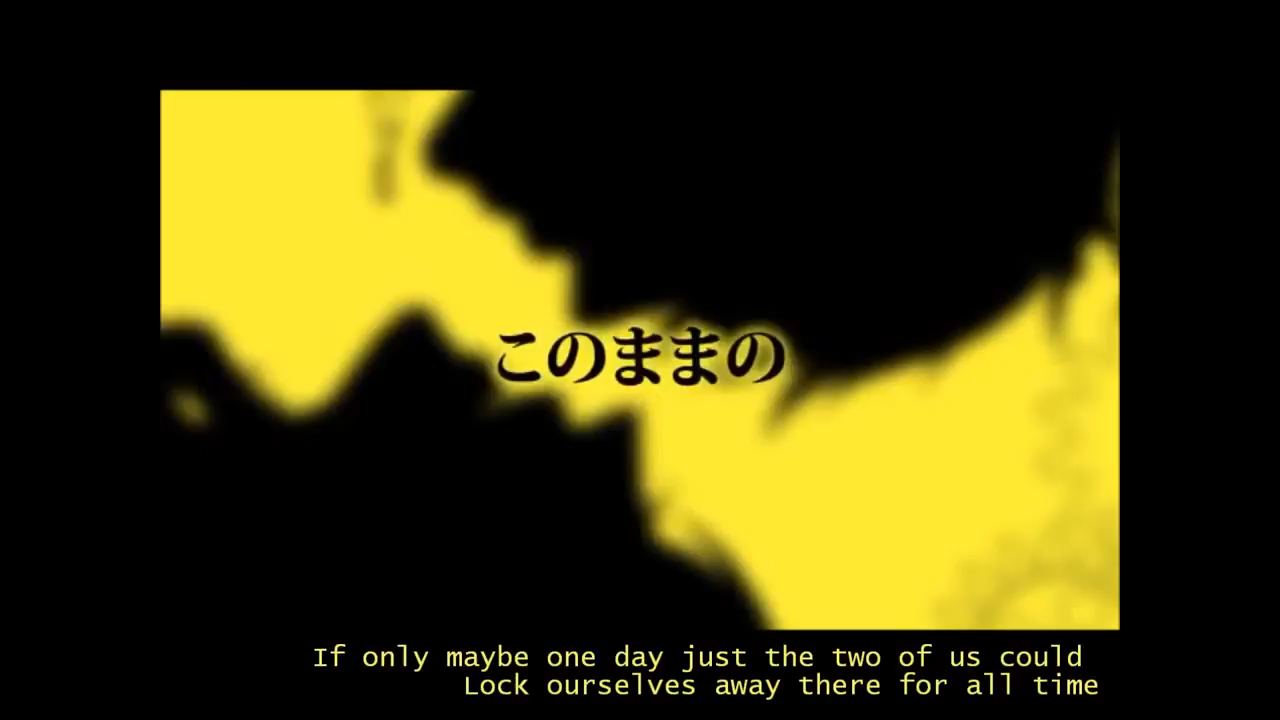 このままの
If only maybe one day just the two of us could
Lock ourselves away there for all time